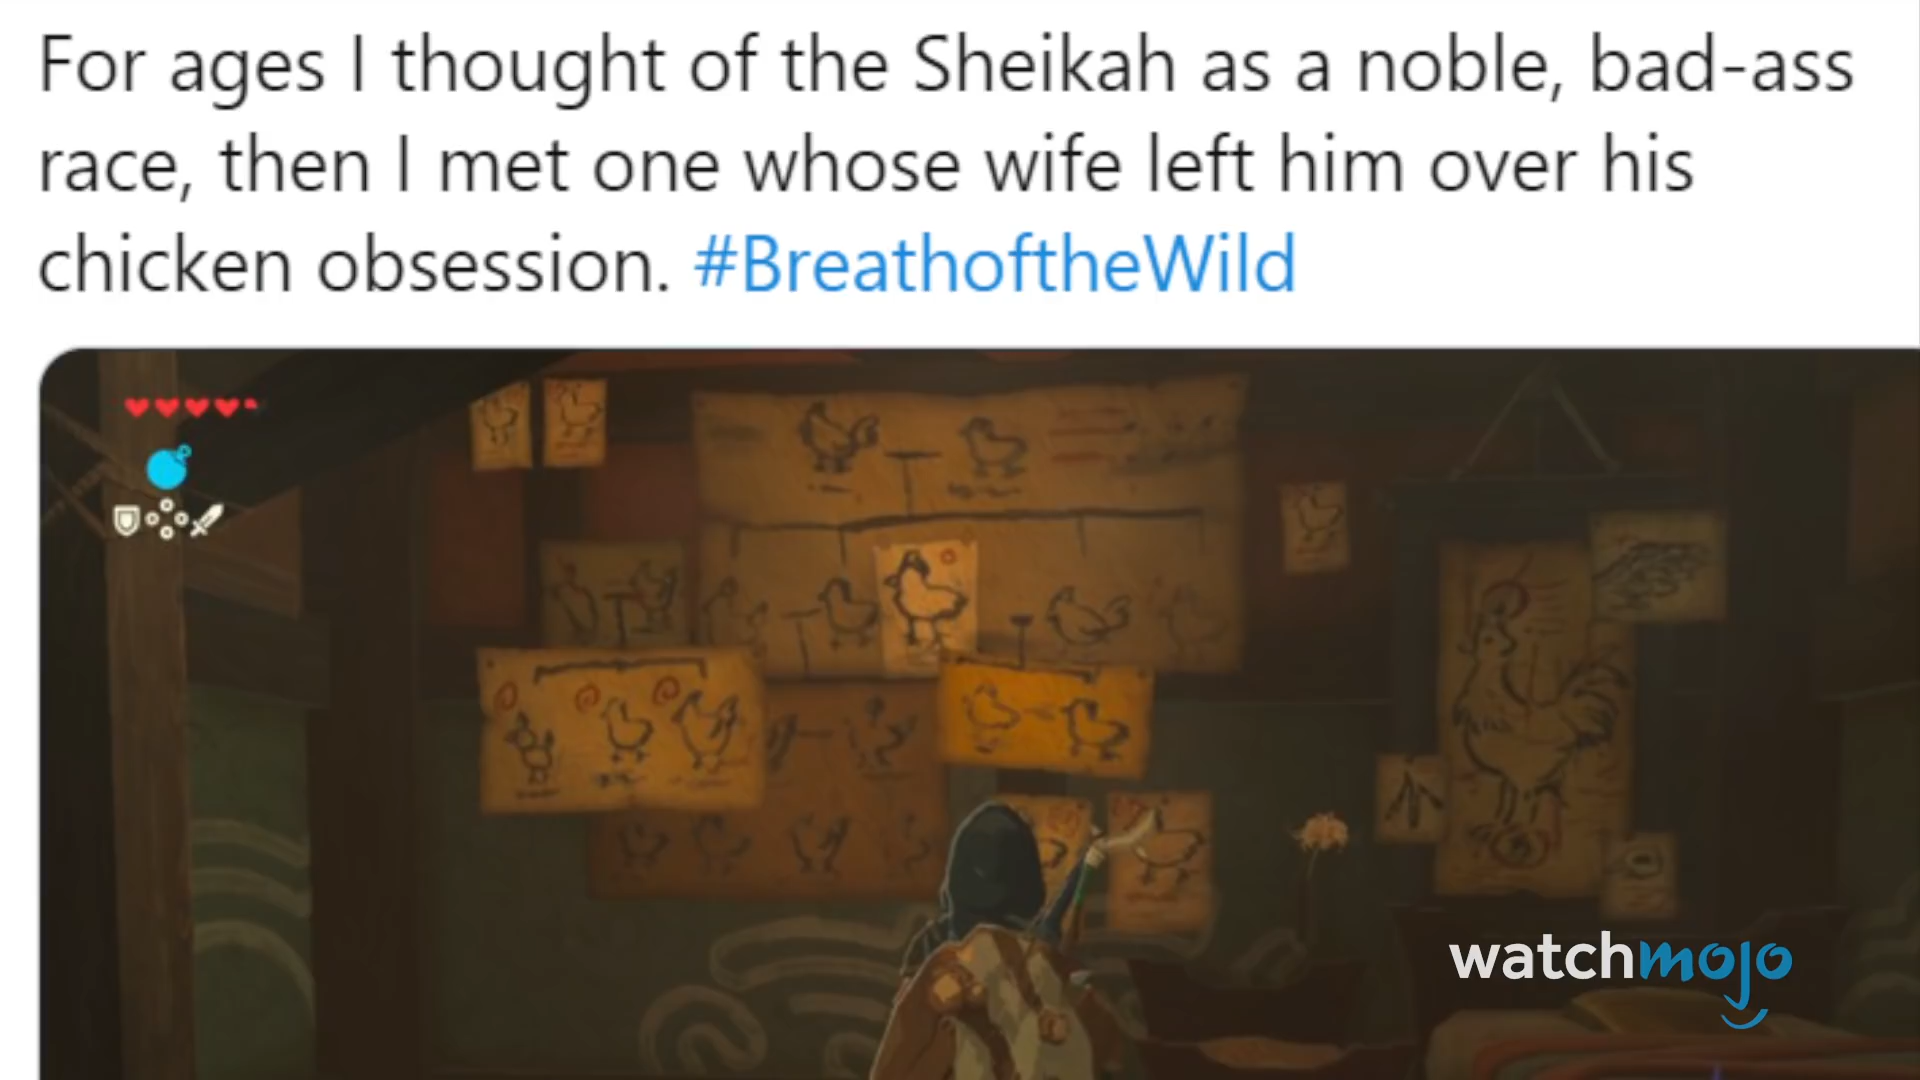 For ages I thought of the Sheikah as a noble, bad-ass
race, then I met one whose wife left him over his
chicken obsession. #BreathoftheWild
watchmojo